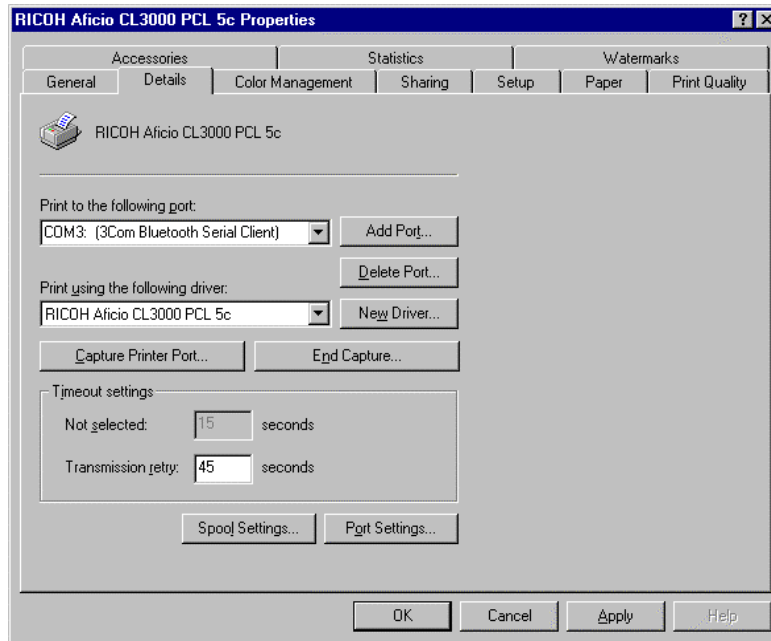 RICOH Aficio CL3000 PCL 5c Properties
Accessories Statistics Watermarks
General Details Color Management Sharing Setup Paper Print Quality
RICOH Aficio CL3000 PCL 5c
Print to the following port:
COM3: (3Com Bluetooth Serial Client) Add Port...
Delete Port...
Print using the following driver:
RICOH Aficio CL3000 PCL 5c New Driver...
Capture Printer Port... End Capture...
Timeout settings
Not selected: 15 seconds
Transmission retry: 45 seconds
Spool Settings... Port Settings...
OK Cancel Apply Help